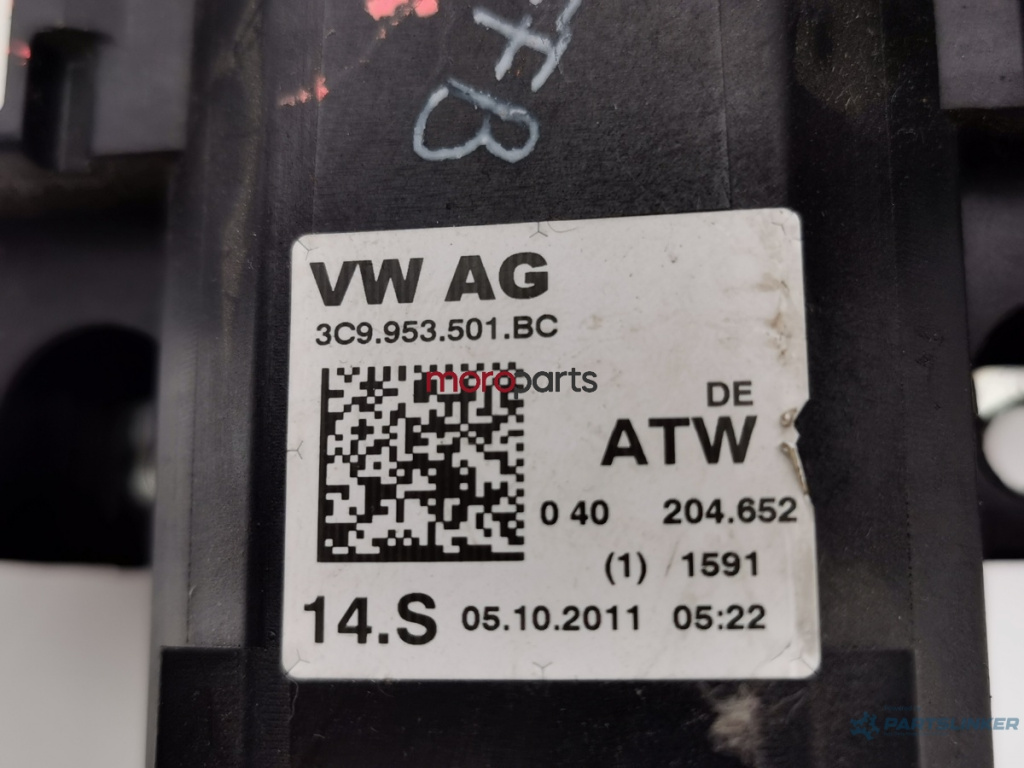 VW AG
3C9.953.501.BC
moroparts
DE
ATW
0 40 204.652
(1) 1591
14.S 05.10.2011 05:22